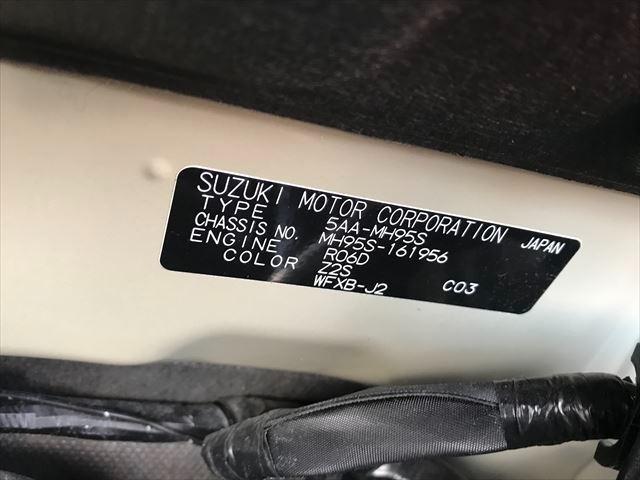 SUZUKI MOTOR CORPORATION JAPAN
TYPE 5AA-MH95S
CHASSIS NO. MH95S-161956
ENGINE R06D
COLOR Z2S
WFXB-J2 C03